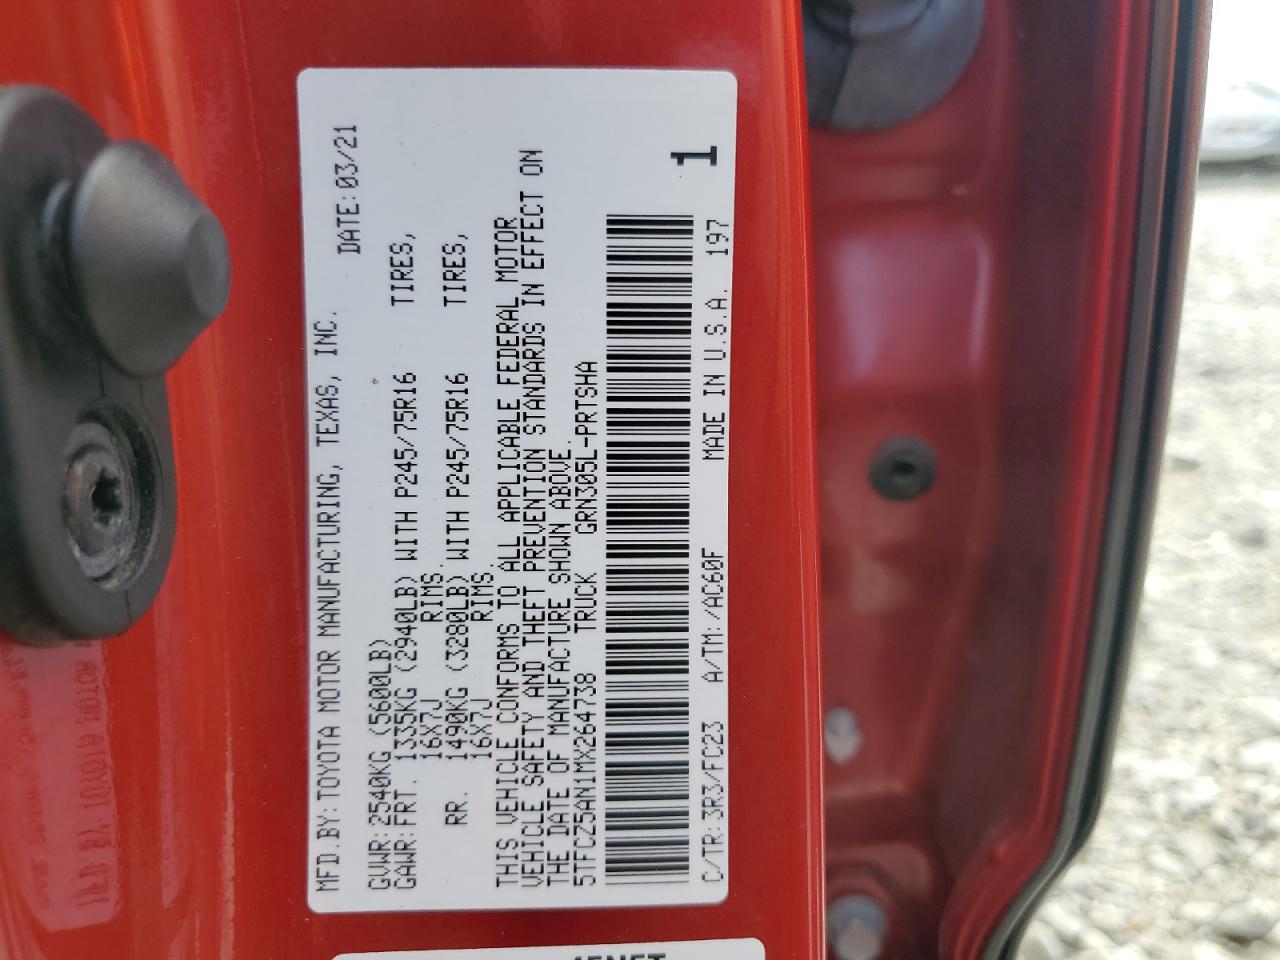 MFD.BY:TOYOTA MOTOR MANUFACTURING, TEXAS, INC.
DATE:03/21
GVWR:2540KG (5600LB)
GAWR:FRT. 1335KG (2940LB) WITH P245/75R16 TIRES,
16X7J RIMS.
RR. 1490KG (3280LB) WITH P245/75R16 TIRES,
16X7J RIMS.
THIS VEHICLE CONFORMS TO ALL APPLICABLE FEDERAL MOTOR
VEHICLE SAFETY AND THEFT PREVENTION STANDARDS IN EFFECT ON
THE DATE OF MANUFACTURE SHOWN ABOVE.
5TFCZ5AN1MX264738 TRUCK GRN305L-PRTSHA
1
C/TR:3R3/FC23 A/TM:/AC60F MADE IN U.S.A. 197